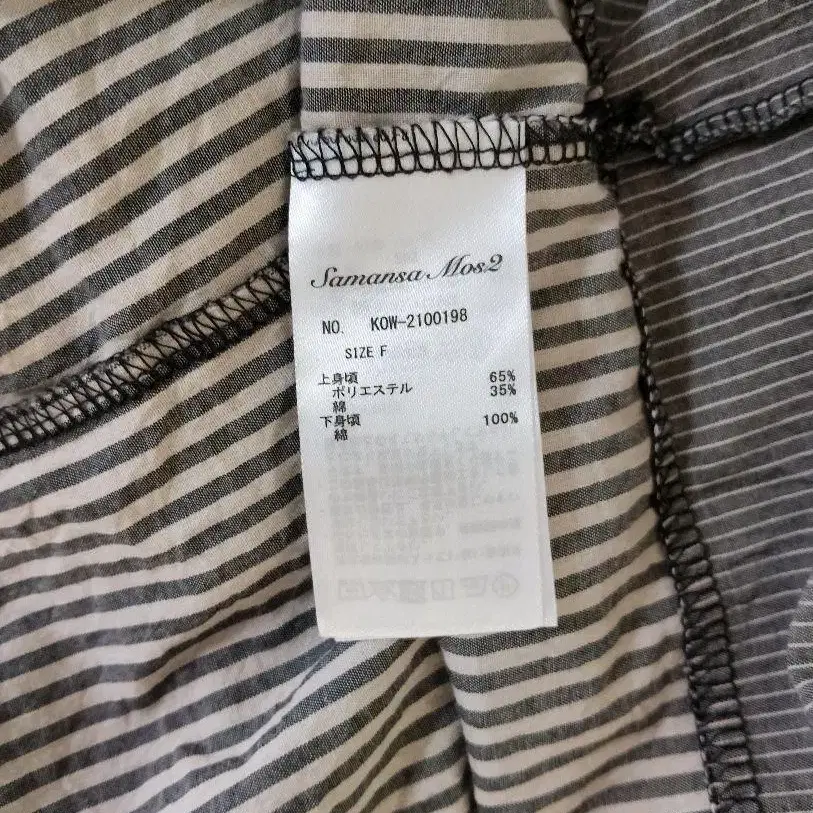 Samansa Mos2
NO. KOW-2100198
SIZE F
上身頃 65%
ポリエステル 35%
綿
下身頃 100%
綿